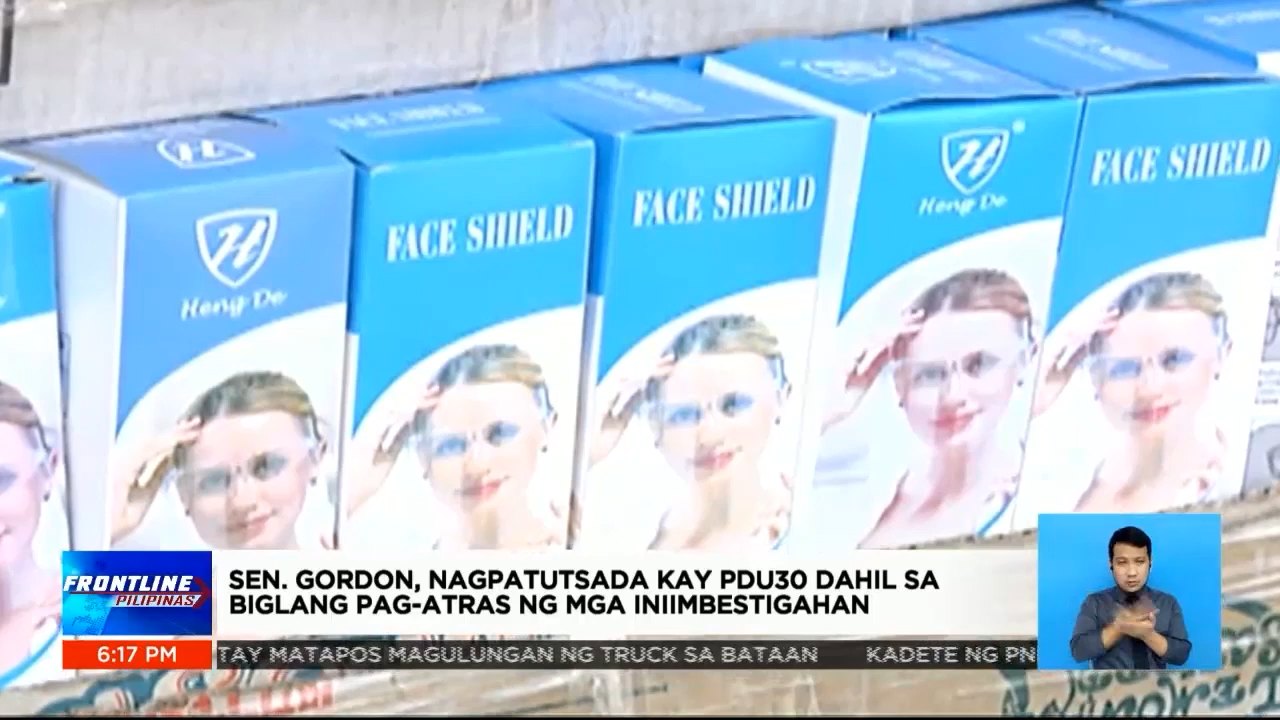 H
Heng De
FACE SHIELD
FACE SHIELD
H
Heng De
FACE SHIELD
FRONTLINE
PILIPINAS
SEN. GORDON, NAGPATUTSADA KAY PDU30 DAHIL SA
BIGLANG PAG-ATRAS NG MGA INIIMBESTIGAHAN
6:17 PM
TAY MATAPOS MAGULUNGAN NG TRUCK SA BATAAN KADETE NG PN